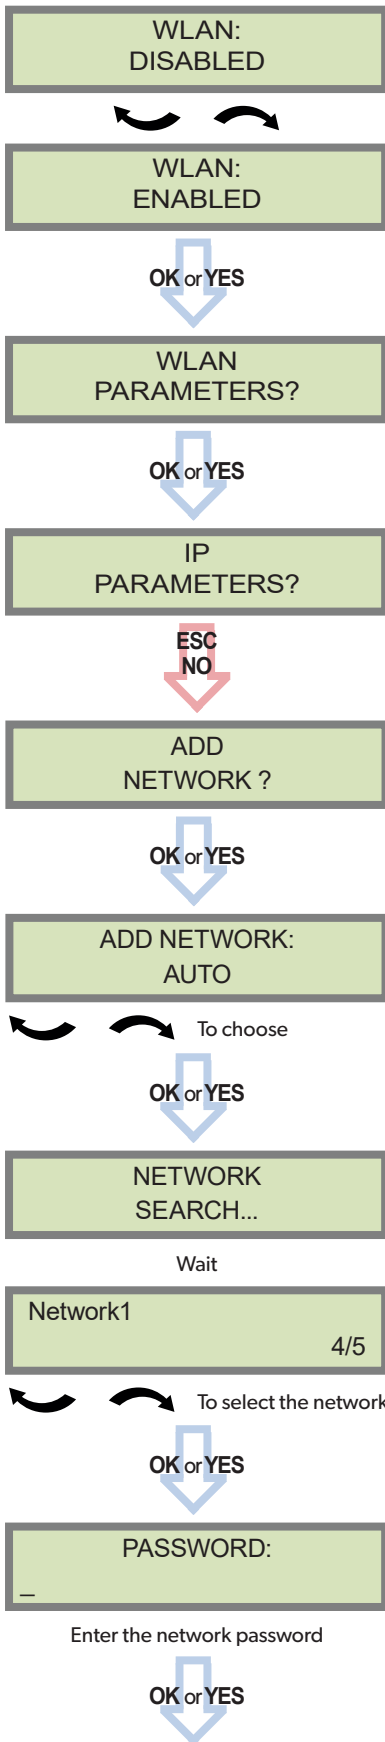 WLAN:
DISABLED
WLAN:
ENABLED
OK or YES
WLAN
PARAMETERS?
OK or YES
IP
PARAMETERS?
ESC
NO
ADD
NETWORK ?
OK or YES
ADD NETWORK:
AUTO
To choose
OK or YES
NETWORK
SEARCH...
Wait
Network1
4/5
To select the network
OK or YES
PASSWORD:
_
Enter the network password
OK or YES